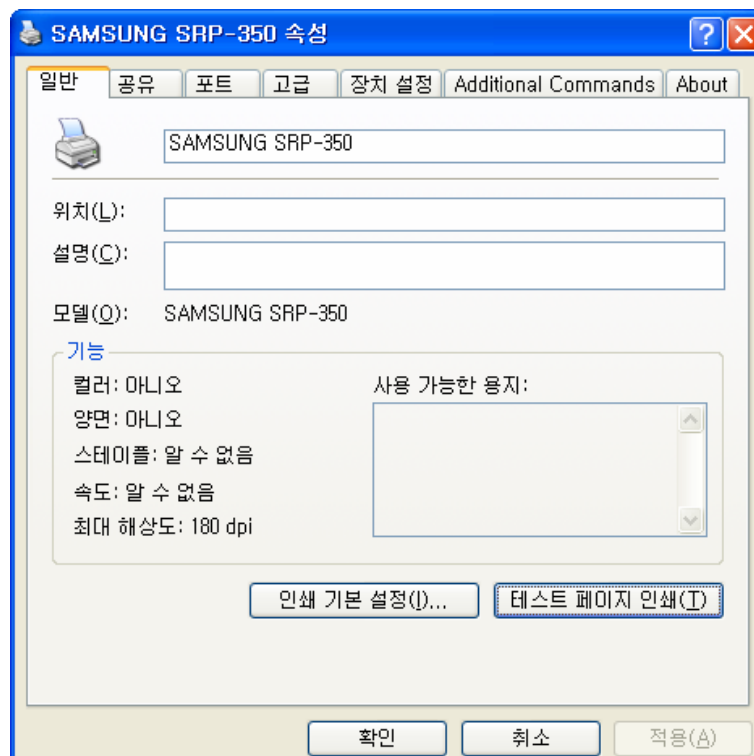 SAMSUNG SRP-350 속성
일반 공유 포트 고급 장치 설정 Additional Commands About
SAMSUNG SRP-350
위치(L):
설명(C):
모델(O): SAMSUNG SRP-350
기능
컬러: 아니오 사용 가능한 용지:
양면: 아니오
스테이플: 알 수 없음
속도: 알 수 없음
최대 해상도: 180 dpi
인쇄 기본 설정(I)... 테스트 페이지 인쇄(T)
확인 취소 적용(A)